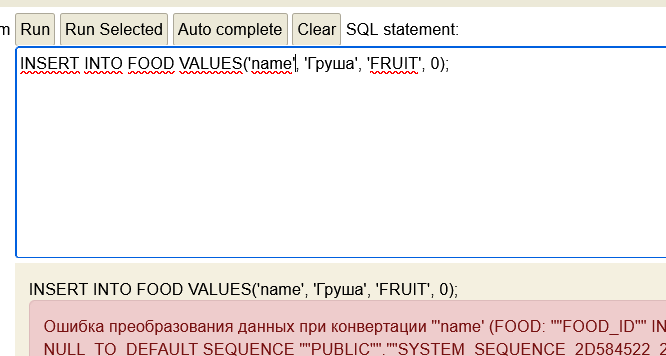 m Run Run Selected Auto complete Clear SQL statement:
INSERT INTO FOOD VALUES('name', 'Груша', 'FRUIT', 0);
INSERT INTO FOOD VALUES('name', 'Груша', 'FRUIT', 0);
Ошибка преобразования данных при конвертации "'name' (FOOD: ""FOOD_ID"" IN
NULL_TO_DEFAULT SEQUENCE ""PUBLIC"".""SYSTEM_SEQUENCE_2D584522_2